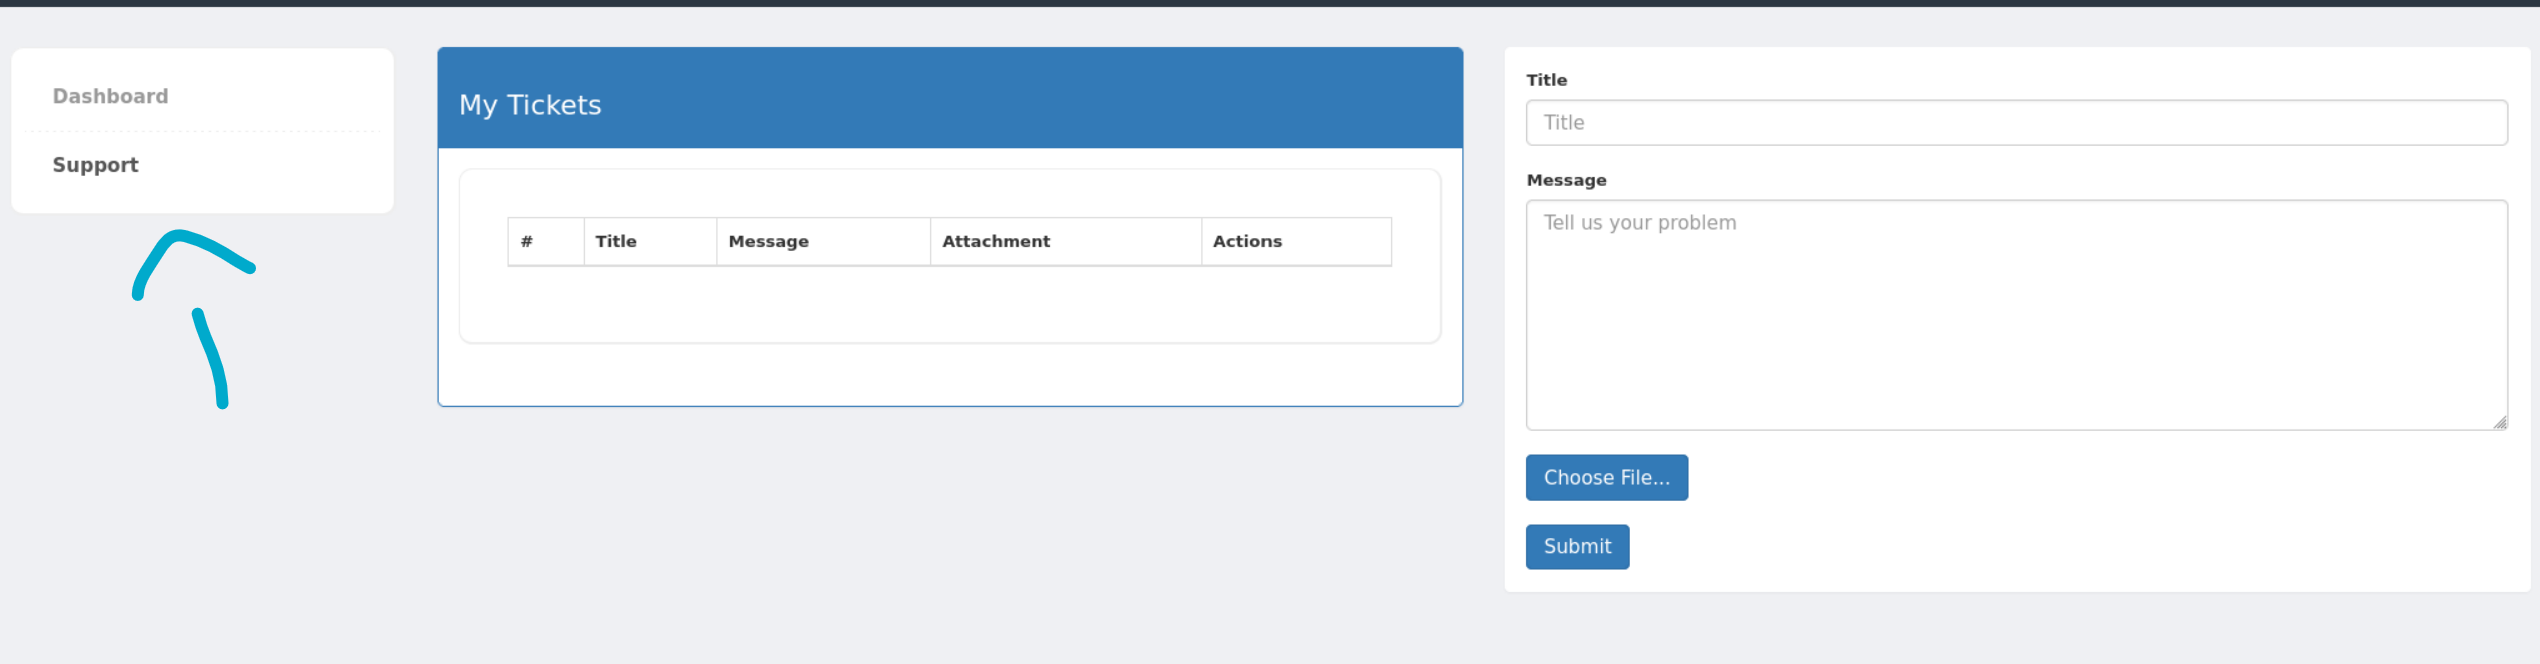 Dashboard
Support
My Tickets
# Title Message Attachment Actions
Title
Title
Message
Tell us your problem
Choose File...
Submit